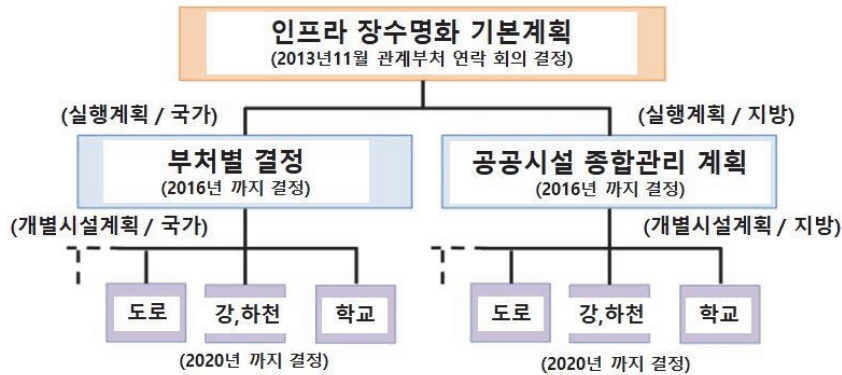 인프라 장수명화 기본계획
(2013년11월 관계부처 연락 회의 결정)
(실행계획 / 국가)
(실행계획 / 지방)
부처별 결정
(2016년 까지 결정)
공공시설 종합관리 계획
(2016년 까지 결정)
(개별시설계획 / 국가)
(개별시설계획 / 지방)
도로
강,하천
학교
도로
강,하천
학교
(2020년 까지 결정)
(2020년 까지 결정)